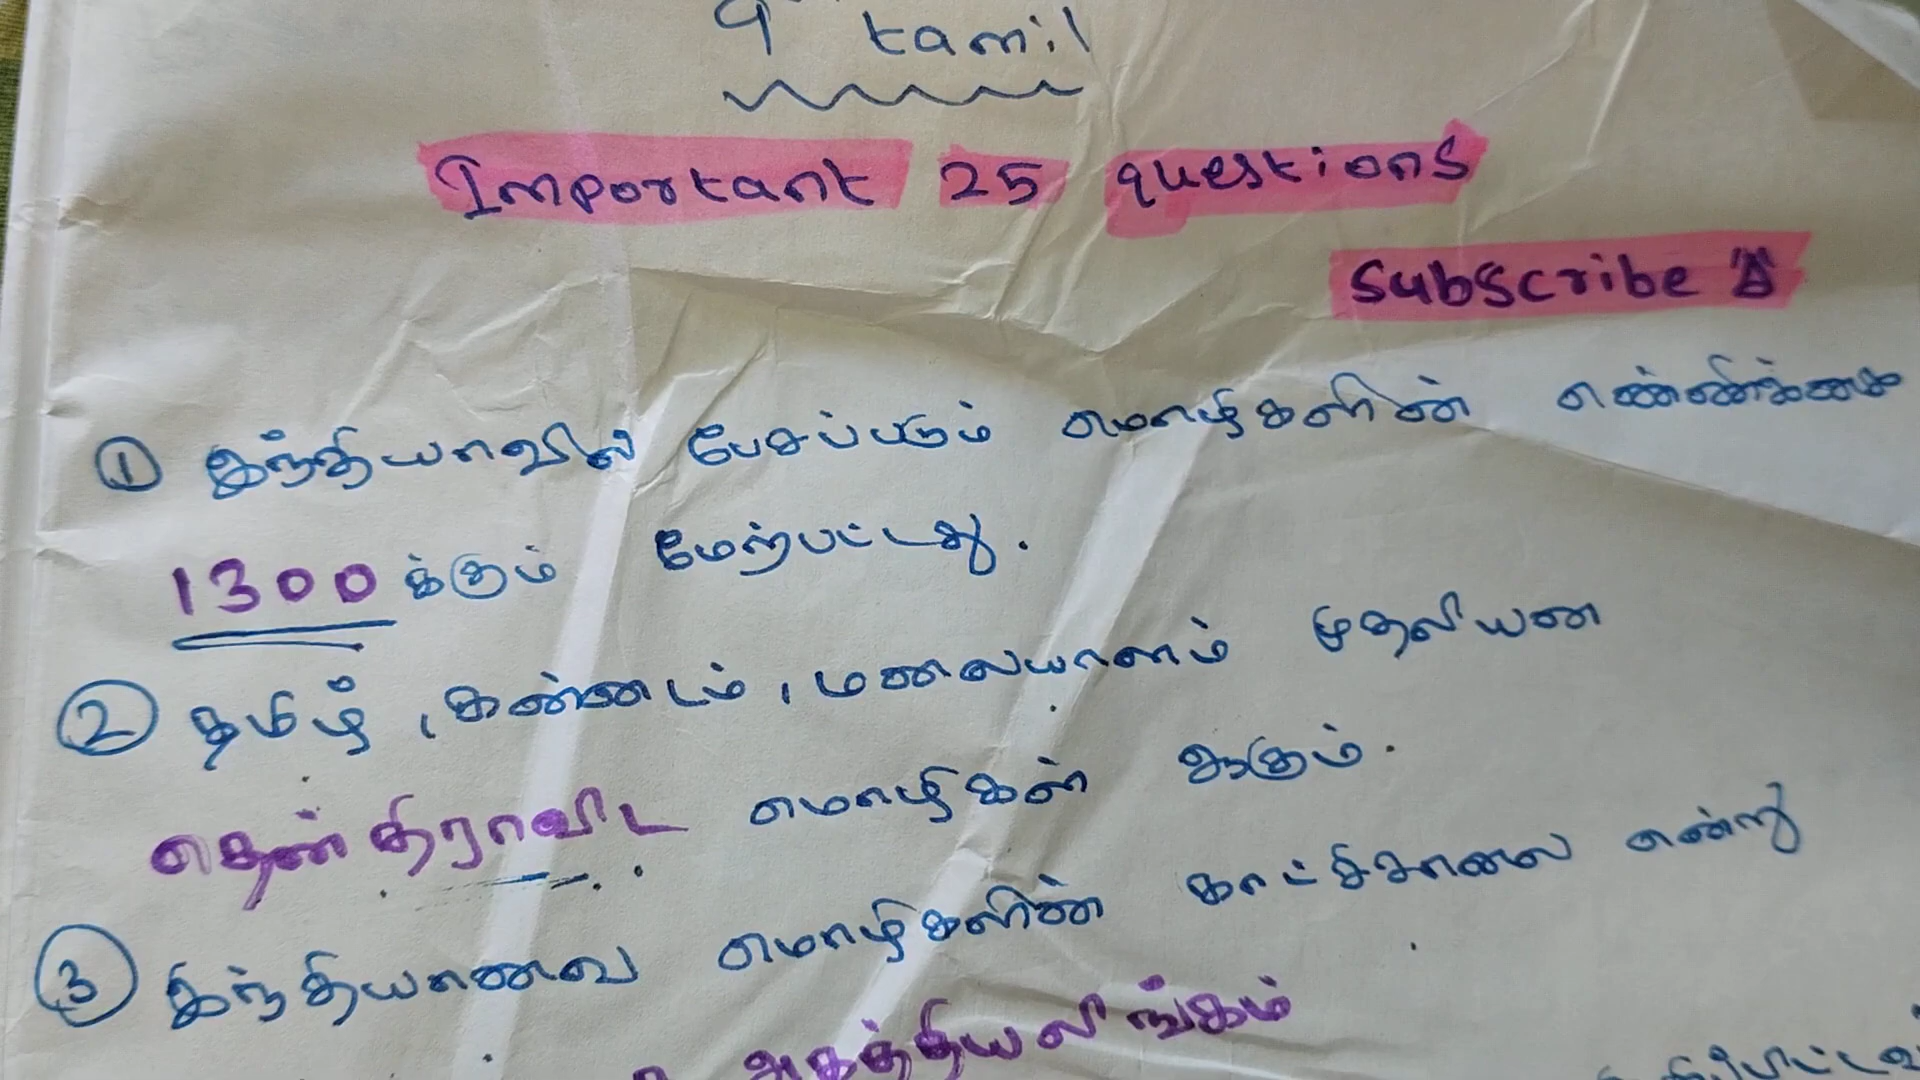 9 tamil
Important 25 questions
Subscribe
① இந்தியாவில் பேசப்படும் மொழிகளின் எண்ணிக்கை
1300க்கும் மேற்பட்டது.
② தமிழ், கன்னடம், மலையாளம் முதலியன
தென் திராவிட மொழிகள் ஆகும்.
③ இந்தியாவை மொழிகளின் காட்சிசாலை என்று
அகத்தியலிங்கம்